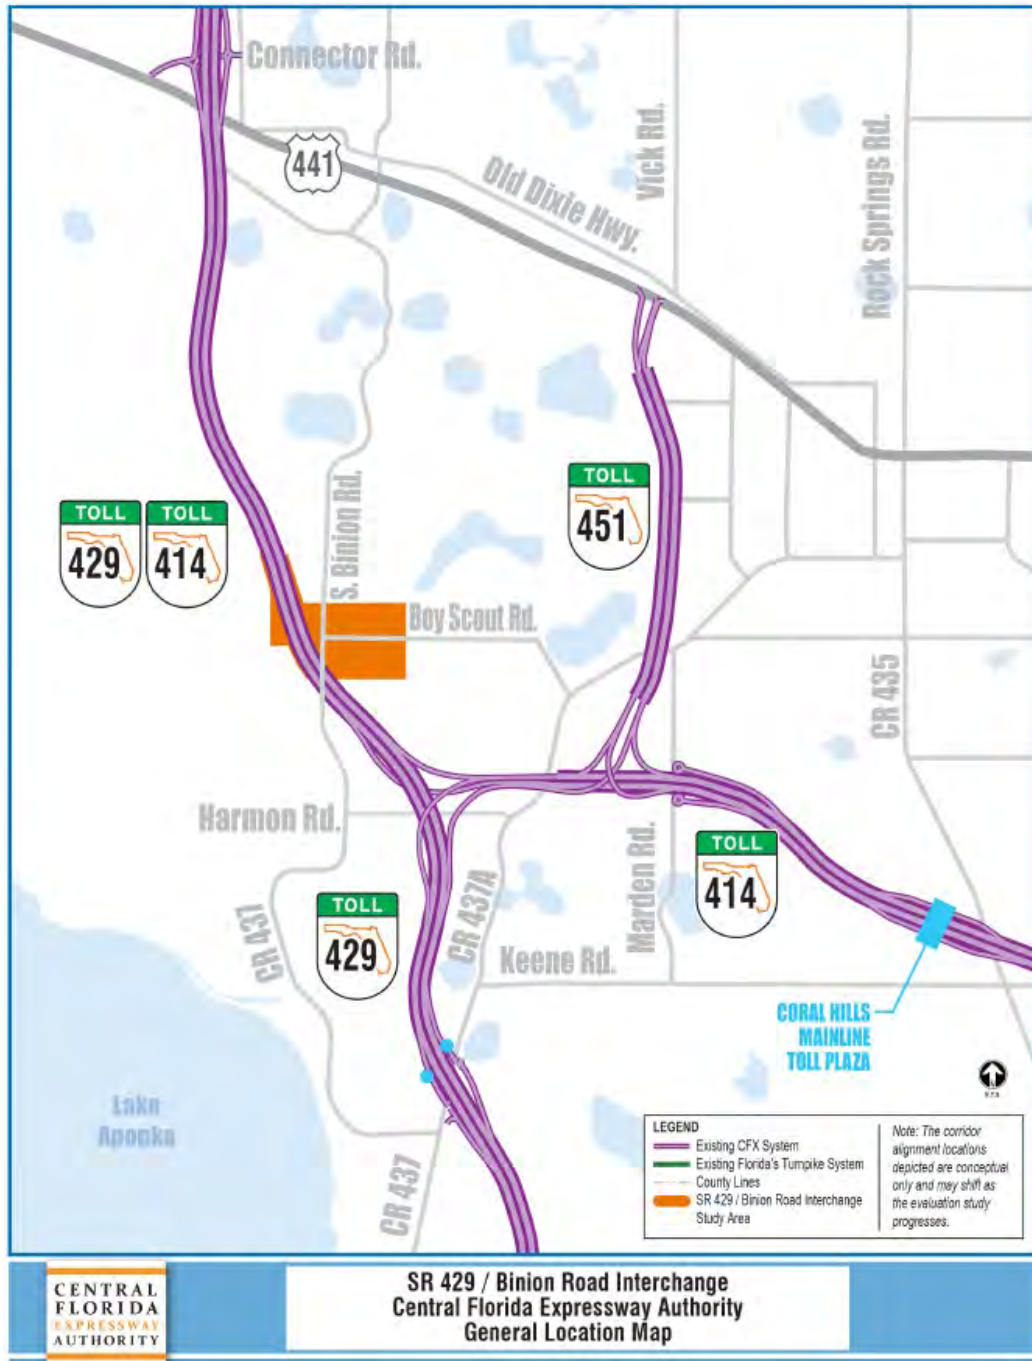 Connector Rd.
441
Old Dixie Hwy.
Vick Rd.
Rock Springs Rd.
TOLL
429
TOLL
414
S. Binion Rd.
TOLL
451
Boy Scout Rd.
CR 435
Harmon Rd.
CR 437
TOLL
429
CR 437A
Marden Rd.
TOLL
414
Keene Rd.
CORAL HILLS
MAINLINE
TOLL PLAZA
Lake
Apopka
CR 437
N
LEGEND
Existing CFX System
Existing Florida's Turnpike System
County Lines
SR 429 / Binion Road Interchange
Study Area
Note: The corridor
alignment locations
depicted are conceptual
only and may shift as
the evaluation study
progresses.
CENTRAL
FLORIDA
EXPRESSWAY
AUTHORITY
SR 429 / Binion Road Interchange
Central Florida Expressway Authority
General Location Map